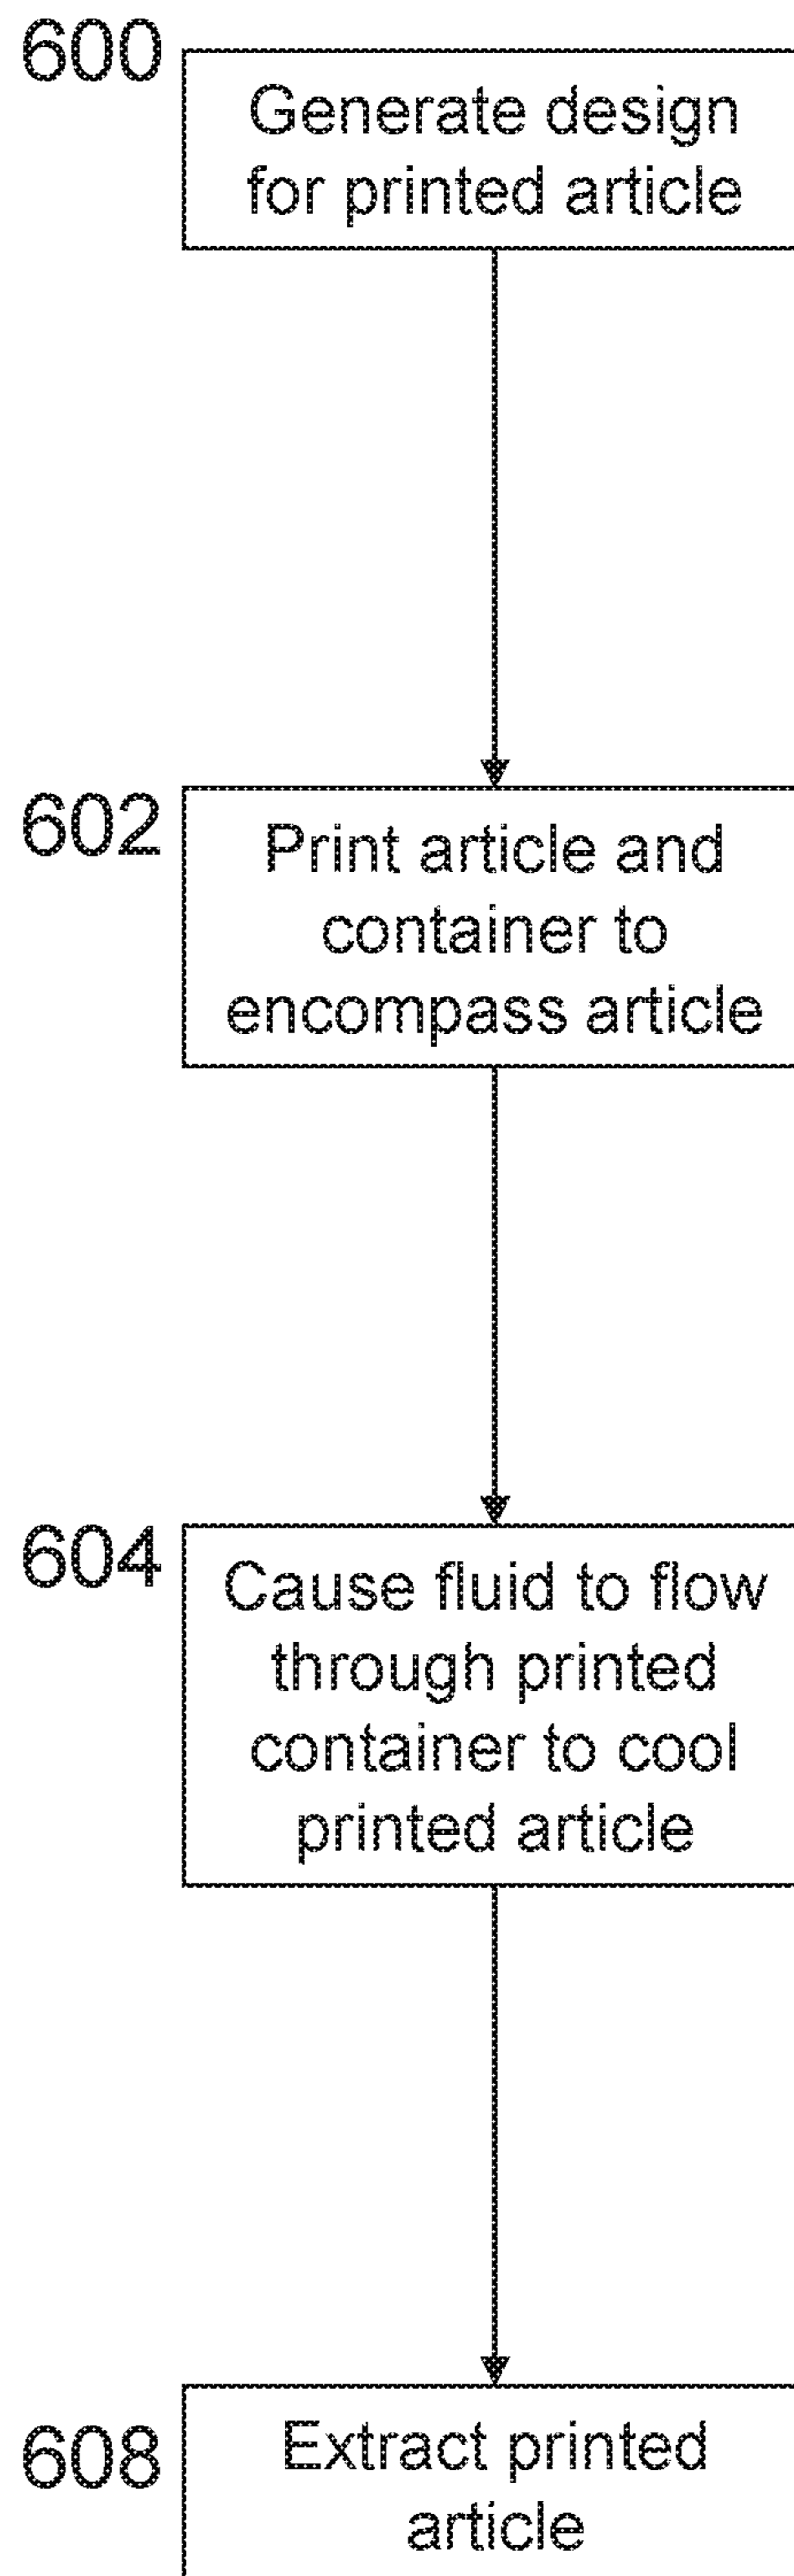 600
Generate design
for printed article
602
Print article and
container to
encompass article
604
Cause fluid to flow
through printed
container to cool
printed article
608
Extract printed
article